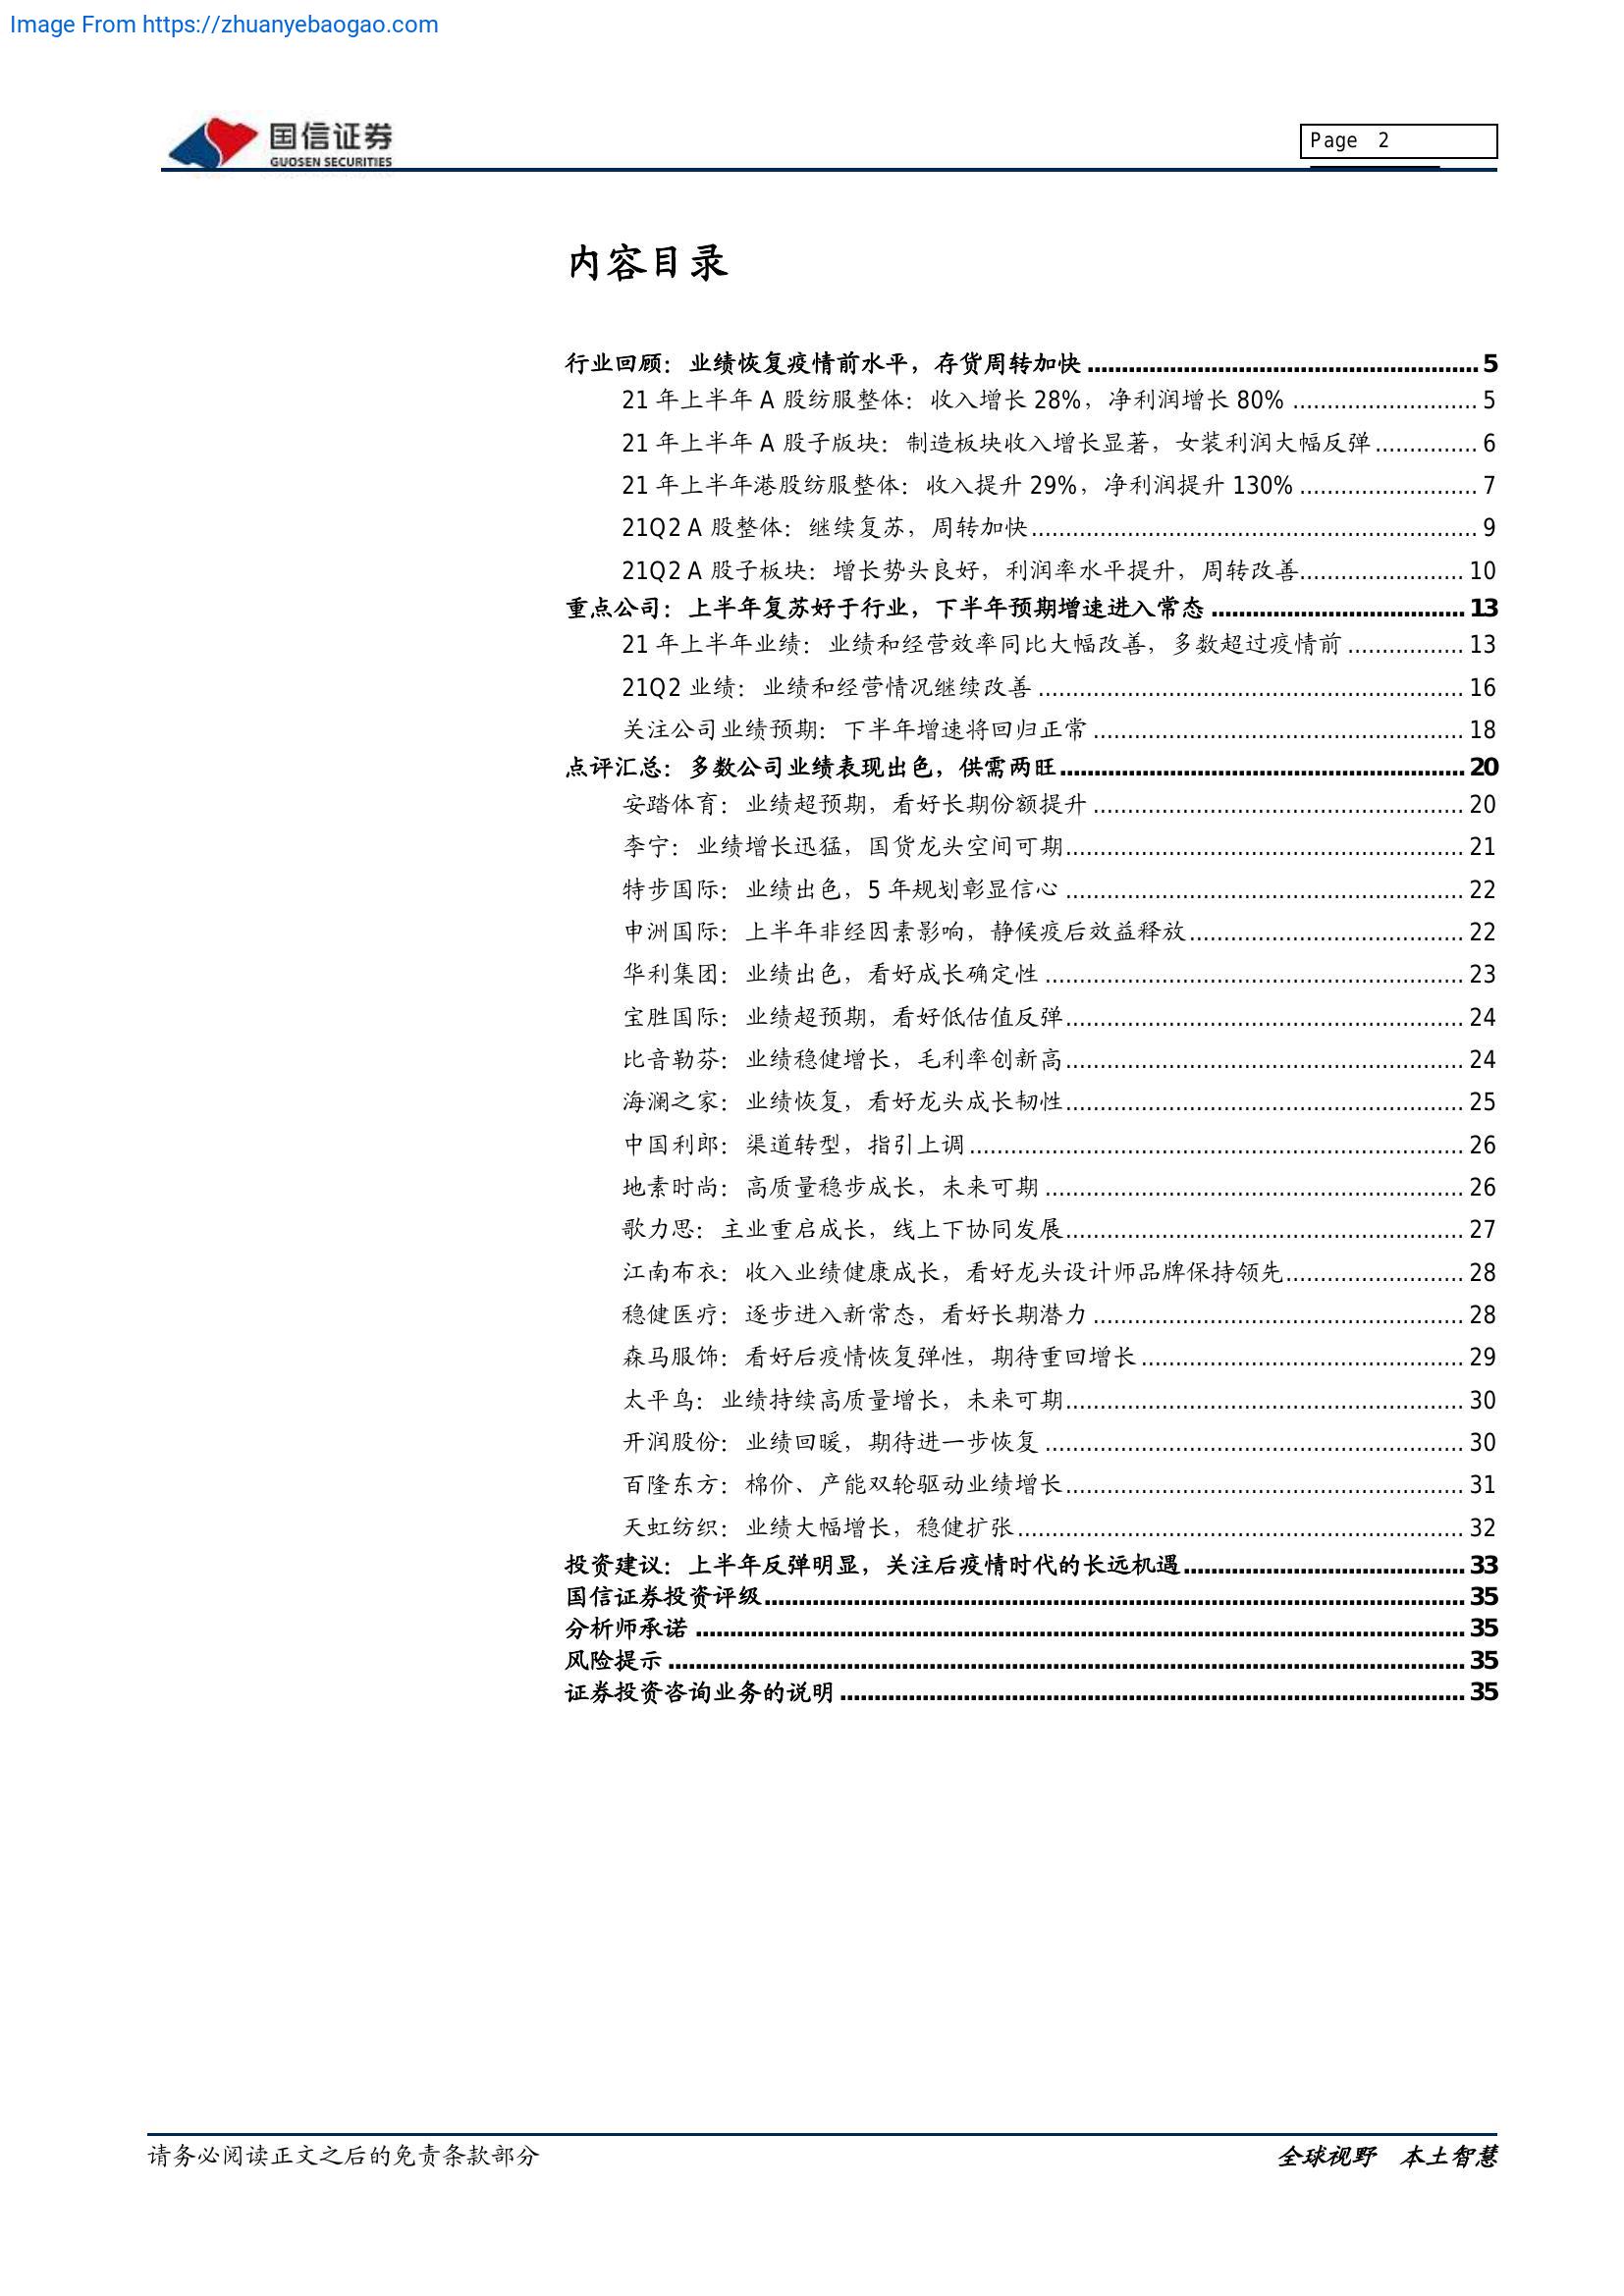 Image From https://zhuanyebaogao.com
国信证券
GUOSEN SECURITIES
Page 2
内容目录
行业回顾：业绩恢复疫情前水平，存货周转加快 ........................................................ 5
21 年上半年 A 股纺服整体：收入增长 28%，净利润增长 80% ........................... 5
21 年上半年 A 股子版块：制造板块收入增长显著，女装利润大幅反弹............... 6
21 年上半年港股纺服整体：收入提升 29%，净利润提升 130% .......................... 7
21Q2 A 股整体：继续复苏，周转加快................................................................. 9
21Q2 A 股子板块：增长势头良好，利润率水平提升，周转改善........................ 10
重点公司：上半年复苏好于行业，下半年预期增速进入常态 ..................................... 13
21 年上半年业绩：业绩和经营效率同比大幅改善，多数超过疫情前 ................. 13
21Q2 业绩：业绩和经营情况继续改善 .............................................................. 16
关注公司业绩预期：下半年增速将回归正常 ...................................................... 18
点评汇总：多数公司业绩表现出色，供需两旺........................................................... 20
安踏体育：业绩超预期，看好长期份额提升 ...................................................... 20
李宁：业绩增长迅猛，国货龙头空间可期.......................................................... 21
特步国际：业绩出色，5 年规划彰显信心 .......................................................... 22
申洲国际：上半年非经因素影响，静候疫后效益释放........................................ 22
华利集团：业绩出色，看好成长确定性 ............................................................. 23
宝胜国际：业绩超预期，看好低估值反弹.......................................................... 24
比音勒芬：业绩稳健增长，毛利率创新高.......................................................... 24
海澜之家：业绩恢复，看好龙头成长韧性.......................................................... 25
中国利郎：渠道转型，指引上调........................................................................ 26
地素时尚：高质量稳步成长，未来可期 ............................................................. 26
歌力思：主业重启成长，线上下协同发展.......................................................... 27
江南布衣：收入业绩健康成长，看好龙头设计师品牌保持领先.......................... 28
稳健医疗：逐步进入新常态，看好长期潜力 ...................................................... 28
森马服饰：看好后疫情恢复弹性，期待重回增长 ............................................... 29
太平鸟：业绩持续高质量增长，未来可期.......................................................... 30
开润股份：业绩回暖，期待进一步恢复 ............................................................. 30
百隆东方：棉价、产能双轮驱动业绩增长.......................................................... 31
天虹纺织：业绩大幅增长，稳健扩张................................................................. 32
投资建议：上半年反弹明显，关注后疫情时代的长远机遇......................................... 33
国信证券投资评级...................................................................................................... 35
分析师承诺 ................................................................................................................ 35
风险提示 .................................................................................................................... 35
证券投资咨询业务的说明 ........................................................................................... 35
请务必阅读正文之后的免责条款部分
全球视野 本土智慧